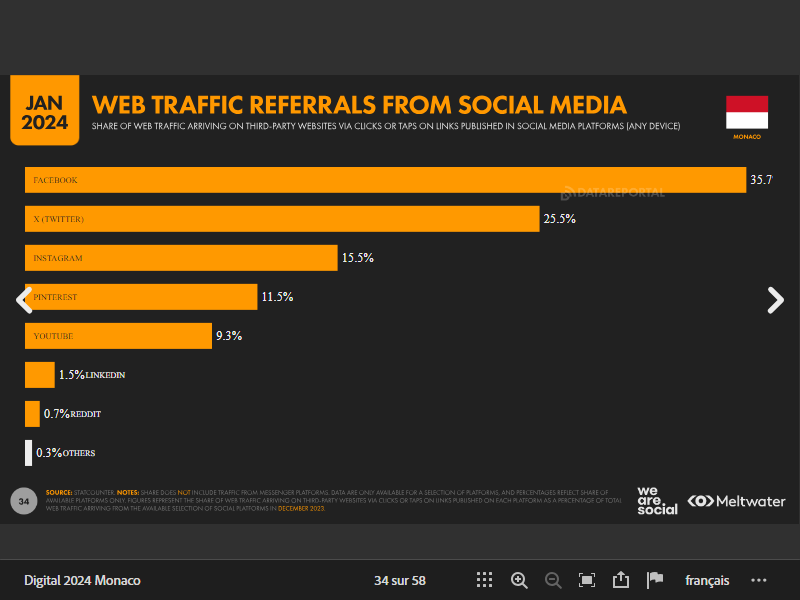 JAN
2024
WEB TRAFFIC REFERRALS FROM SOCIAL MEDIA
SHARE OF WEB TRAFFIC ARRIVING ON THIRD-PARTY WEBSITES VIA CLICKS OR TAPS ON LINKS PUBLISHED IN SOCIAL MEDIA PLATFORMS (ANY DEVICE)
MONACO
FACEBOOK 35.7
DATAREPORTAL
X (TWITTER) 25.5%
INSTAGRAM 15.5%
PINTEREST 11.5%
YOUTUBE 9.3%
1.5% LINKEDIN
0.7% REDDIT
0.3% OTHERS
34
SOURCE: STATCOUNTER. NOTES: SHARE DOES NOT INCLUDE TRAFFIC FROM MESSENGER PLATFORMS. DATA ARE ONLY AVAILABLE FOR A SELECTION OF PLATFORMS, AND PERCENTAGES REFLECT SHARE OF
AVAILABLE PLATFORMS ONLY. FIGURES REPRESENT THE SHARE OF WEB TRAFFIC ARRIVING ON THIRD-PARTY WEBSITES VIA CLICKS OR TAPS ON LINKS PUBLISHED ON EACH PLATFORM AS A PERCENTAGE OF TOTAL
WEB TRAFFIC ARRIVING FROM THE AVAILABLE SELECTION OF SOCIAL PLATFORMS IN DECEMBER 2023.
we
are.
social
Meltwater
Digital 2024 Monaco
34 sur 58
français